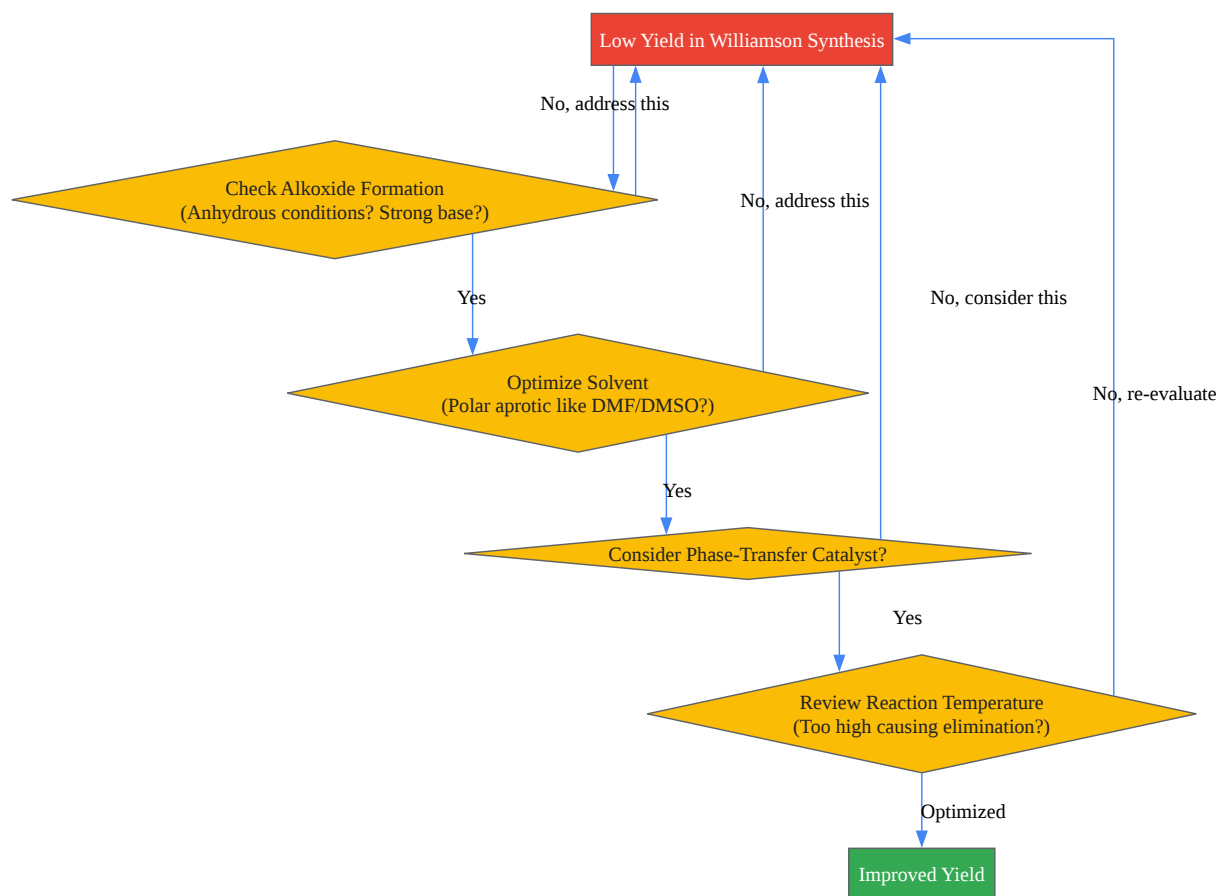 Low Yield in Williamson Synthesis
No, address this
Check Alkoxide Formation
(Anhydrous conditions? Strong base?)
No, address this
Yes
No, consider this
Optimize Solvent
(Polar aprotic like DMF/DMSO?)
No, re-evaluate
Yes
Consider Phase-Transfer Catalyst?
Yes
Review Reaction Temperature
(Too high causing elimination?)
Optimized
Improved Yield